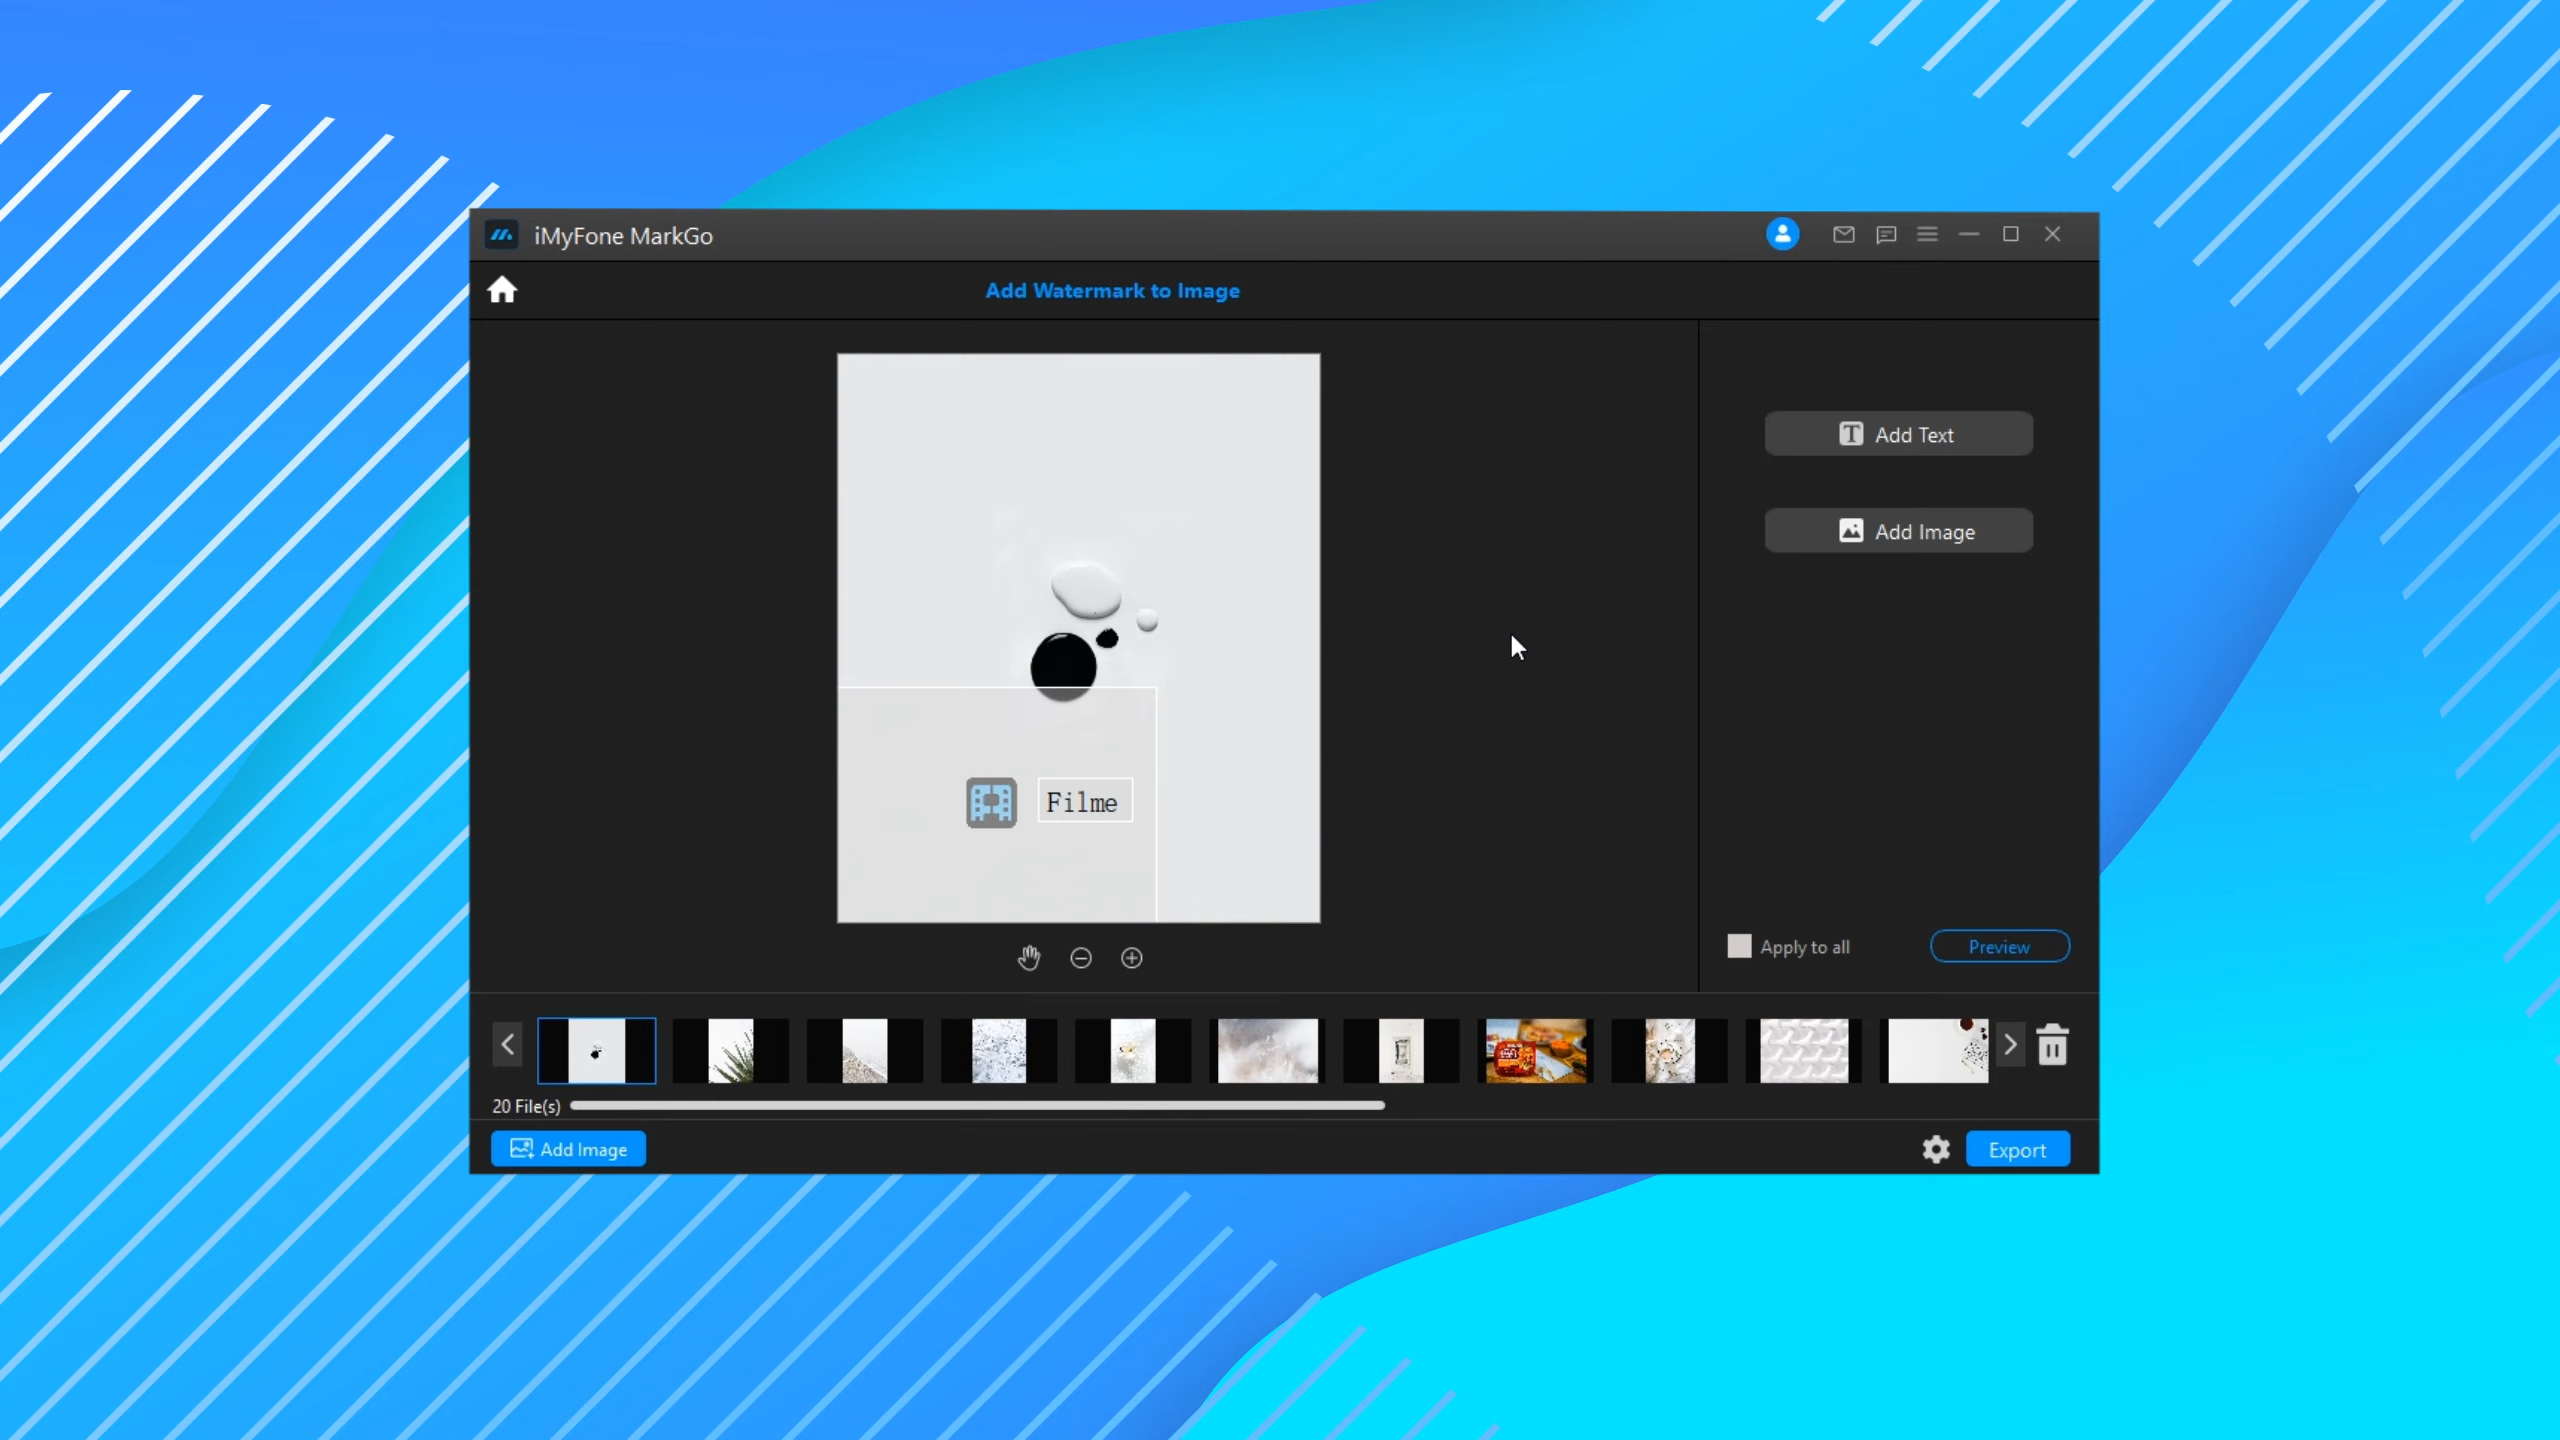 iMyFone MarkGo
Add Watermark to Image
Add Text
Add Image
Filme
Apply to all
Preview
20 File(s)
Add Image
Export